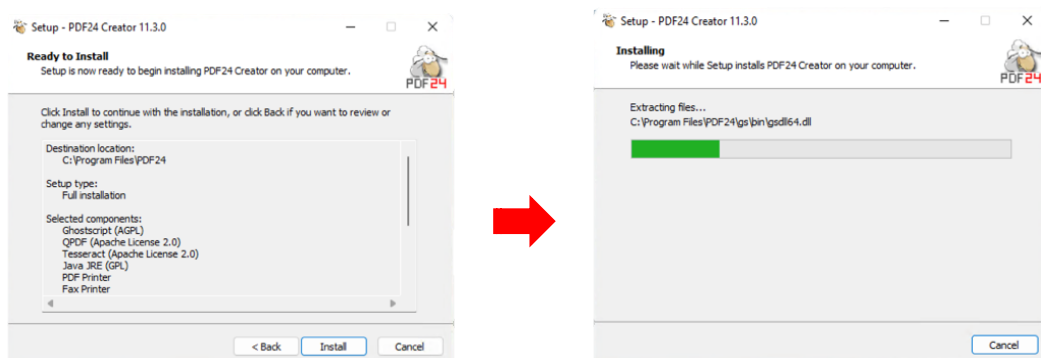 Setup - PDF24 Creator 11.3.0
Ready to Install
Setup is now ready to begin installing PDF24 Creator on your computer.
PDF24
Click Install to continue with the installation, or click Back if you want to review or
change any settings.
Destination location:
C:\Program Files\PDF24
Setup type:
Full installation
Selected components:
Ghostscript (AGPL)
QPDF (Apache License 2.0)
Tesseract (Apache License 2.0)
Java JRE (GPL)
PDF Printer
Fax Printer
< Back Install Cancel
Setup - PDF24 Creator 11.3.0
Installing
Please wait while Setup installs PDF24 Creator on your computer.
PDF24
Extracting files...
C:\Program Files\PDF24\gs\bin\gsdll64.dll
Cancel